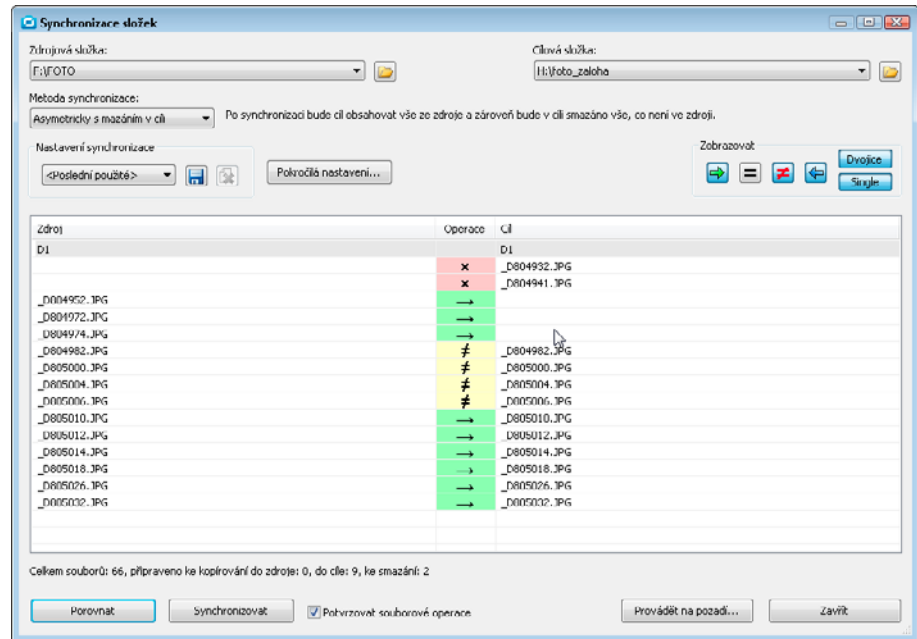 Synchronizace složek
Zdrojová složka: Cílová složka:
F:\FOTO H:\foto_zaloha
Metoda synchronizace:
Asymetricky s mazáním v cíli Po synchronizaci bude cíl obsahovat vše ze zdroje a zároveň bude v cíli smazáno vše, co není ve zdroji.
Nastavení synchronizace Zobrazovat
<Poslední použité> Pokročilá nastavení... Dvojice
Single
Zdroj Operace Cíl
D1 D1
× _D804932.JPG
× _D804941.JPG
_D804952.JPG →
_D804972.JPG →
_D804974.JPG →
_D804982.JPG ≠ _D804982.JPG
_D805000.JPG ≠ _D805000.JPG
_D805004.JPG ≠ _D805004.JPG
_D805006.JPG ≠ _D805006.JPG
_D805010.JPG → _D805010.JPG
_D805012.JPG → _D805012.JPG
_D805014.JPG → _D805014.JPG
_D805018.JPG → _D805018.JPG
_D805026.JPG → _D805026.JPG
_D805032.JPG → _D805032.JPG
Celkem souborů: 66, připraveno ke kopírování do zdroje: 0, do cíle: 9, ke smazání: 2
Porovnat Synchronizovat Potvrzovat souborové operace Provádět na pozadí... Zavřít